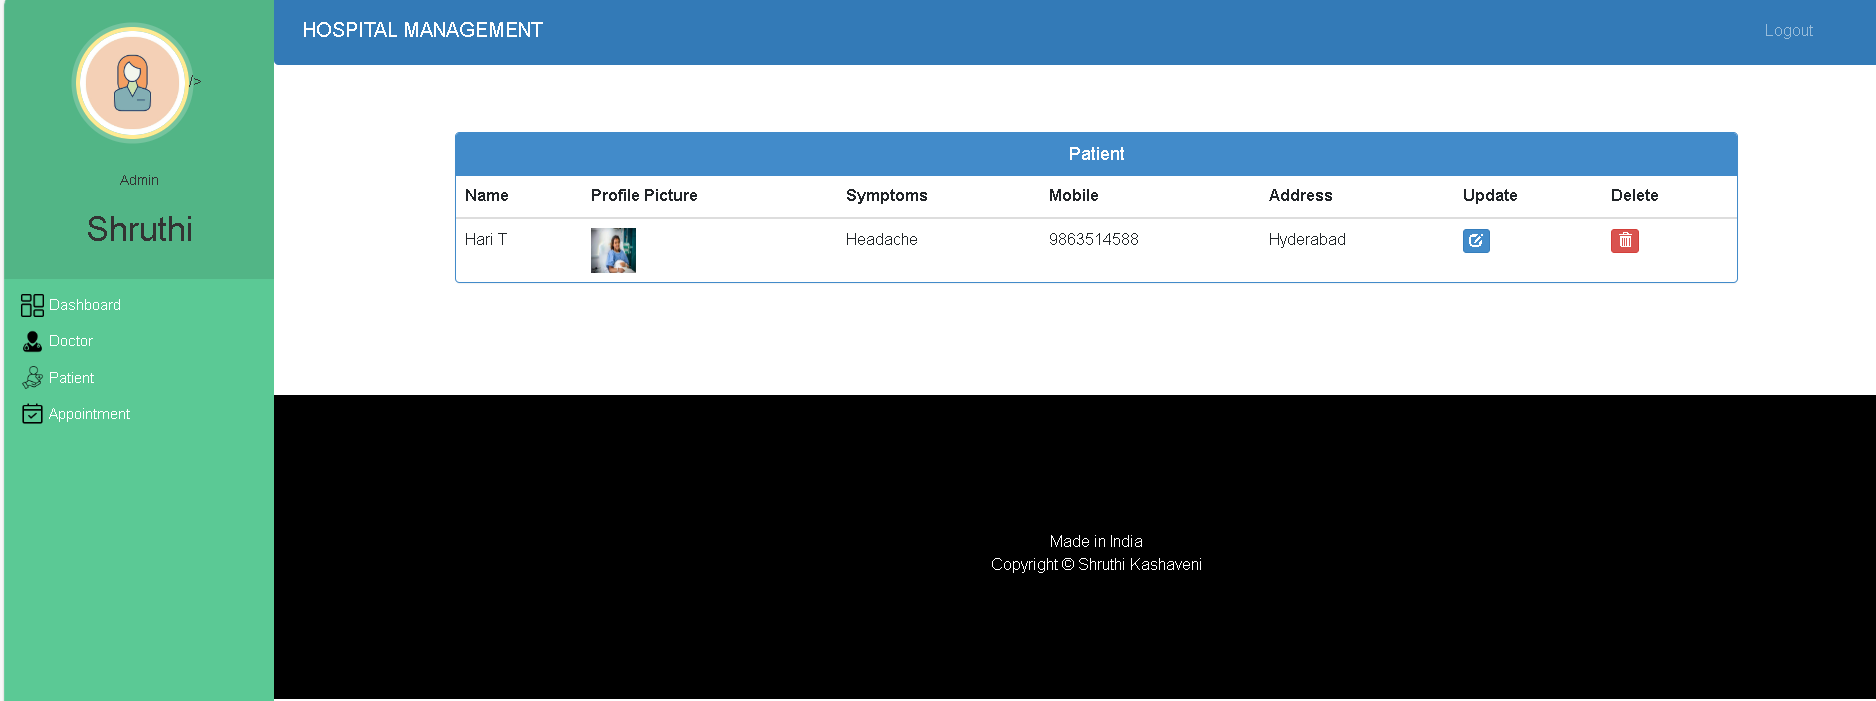 HOSPITAL MANAGEMENT
Logout
/>
Admin
Shruthi
Dashboard
Doctor
Patient
Appointment
Patient
Name Profile Picture Symptoms Mobile Address Update Delete
Hari T Headache 9863514588 Hyderabad
Made in India
Copyright © Shruthi Kashaveni